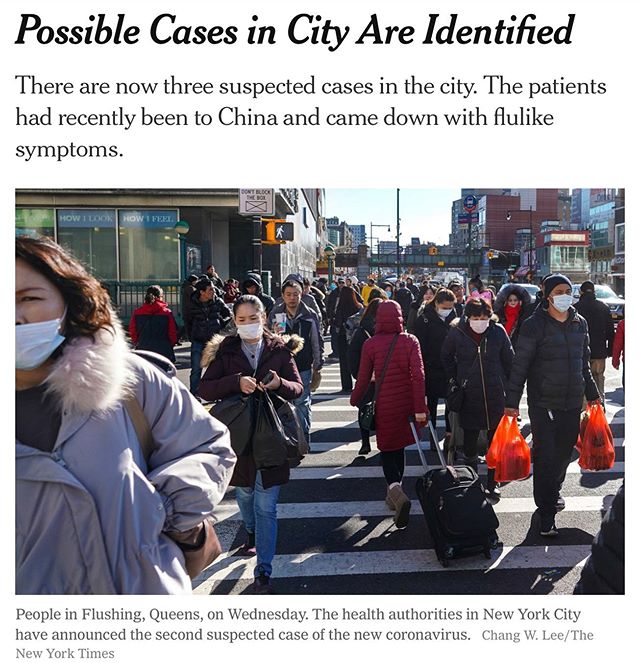 Possible Cases in City Are Identified
There are now three suspected cases in the city. The patients
had recently been to China and came down with flulike
symptoms.
DON'T BLOCK
THE BOX
HOW I LOOK
HOW I FEEL
People in Flushing, Queens, on Wednesday. The health authorities in New York City
have announced the second suspected case of the new coronavirus. Chang W. Lee/The
New York Times